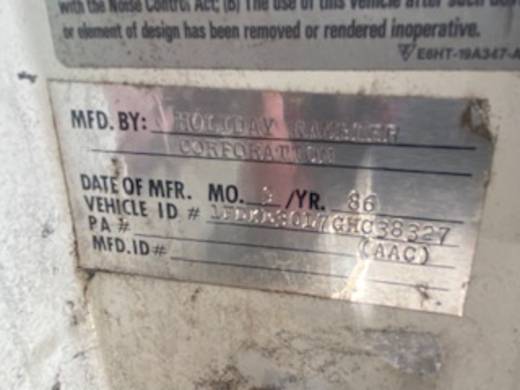 with the Noise Control Act; (B) The use of this vehicle after such
or element of design has been removed or rendered inoperative.
E6HT-19A347-A
MFD. BY: HOLIDAY RAMBLER
CORPORATION
DATE OF MFR. MO. /YR. 86
VEHICLE ID # GHC38327
PA # (AAC)
MFD.ID#